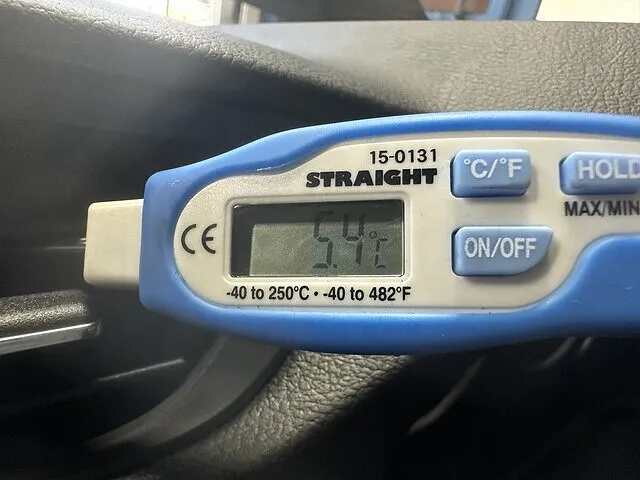 15-0131
STRAIGHT
°C/°F
HOLD
MAX/MIN
CE
5.4°C
ON/OFF
-40 to 250°C • -40 to 482°F